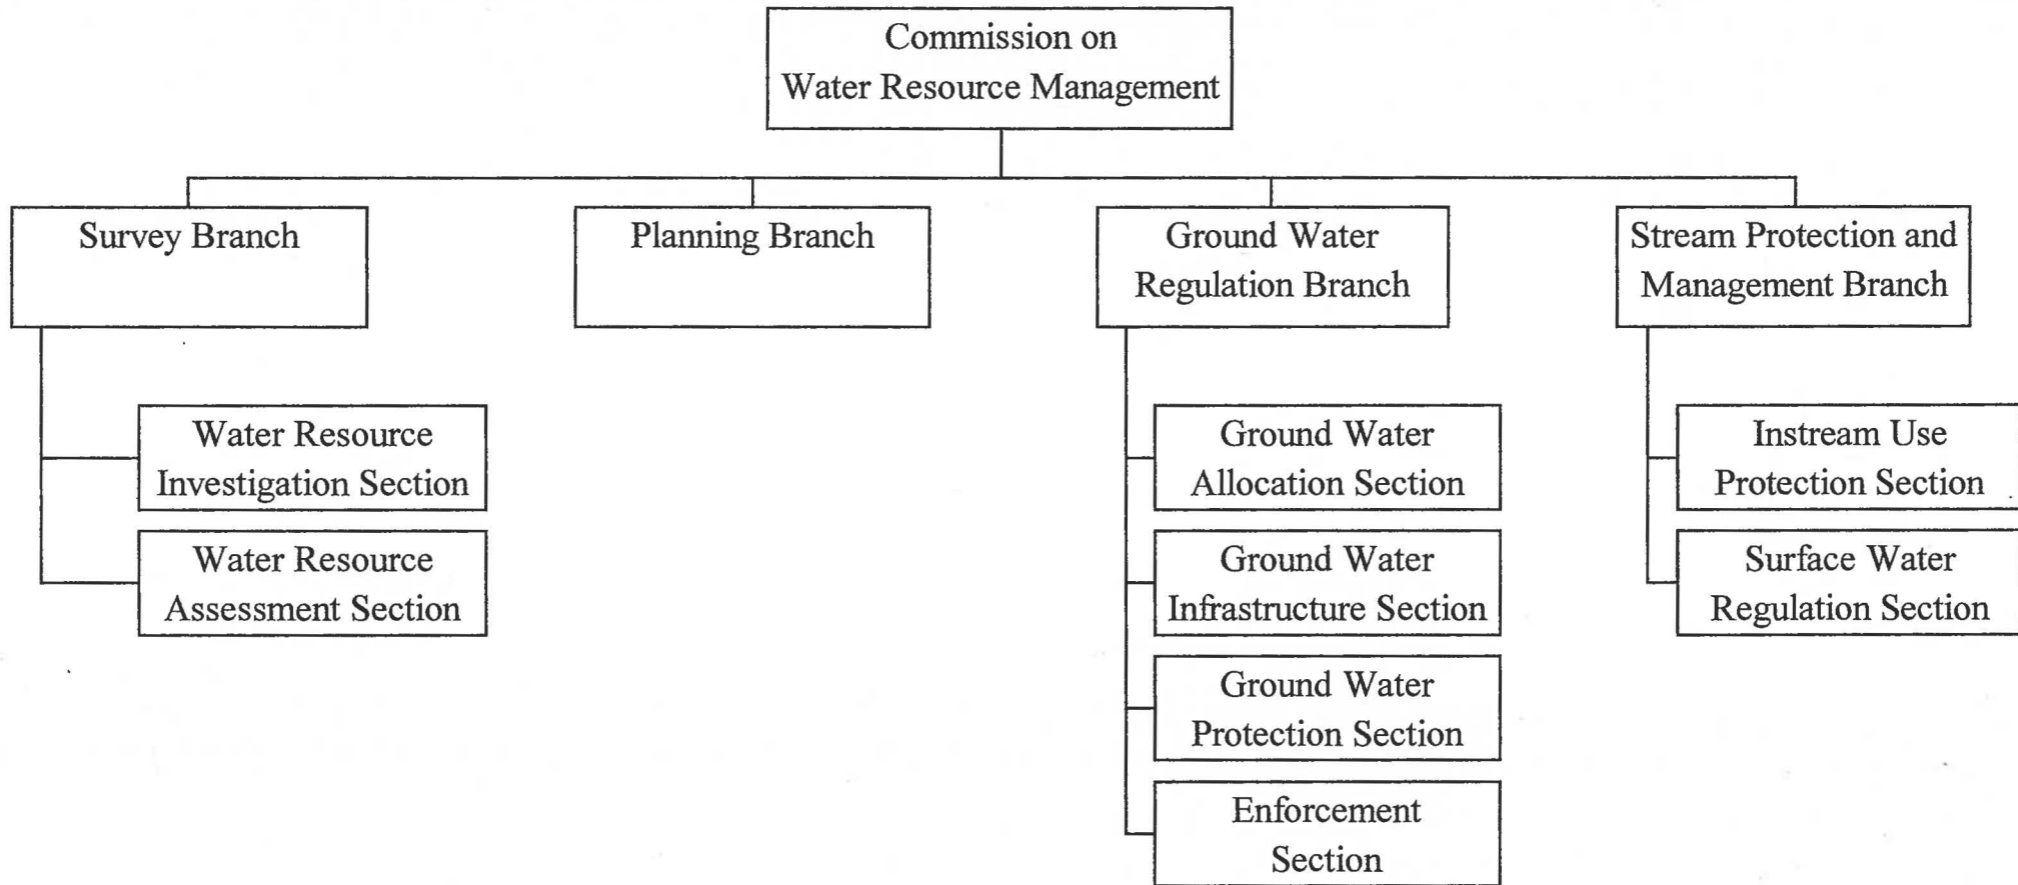 Commission on
Water Resource Management
Survey Branch
Planning Branch
Ground Water
Regulation Branch
Stream Protection and
Management Branch
Water Resource
Investigation Section
Water Resource
Assessment Section
Ground Water
Allocation Section
Ground Water
Infrastructure Section
Ground Water
Protection Section
Enforcement
Section
Instream Use
Protection Section
Surface Water
Regulation Section